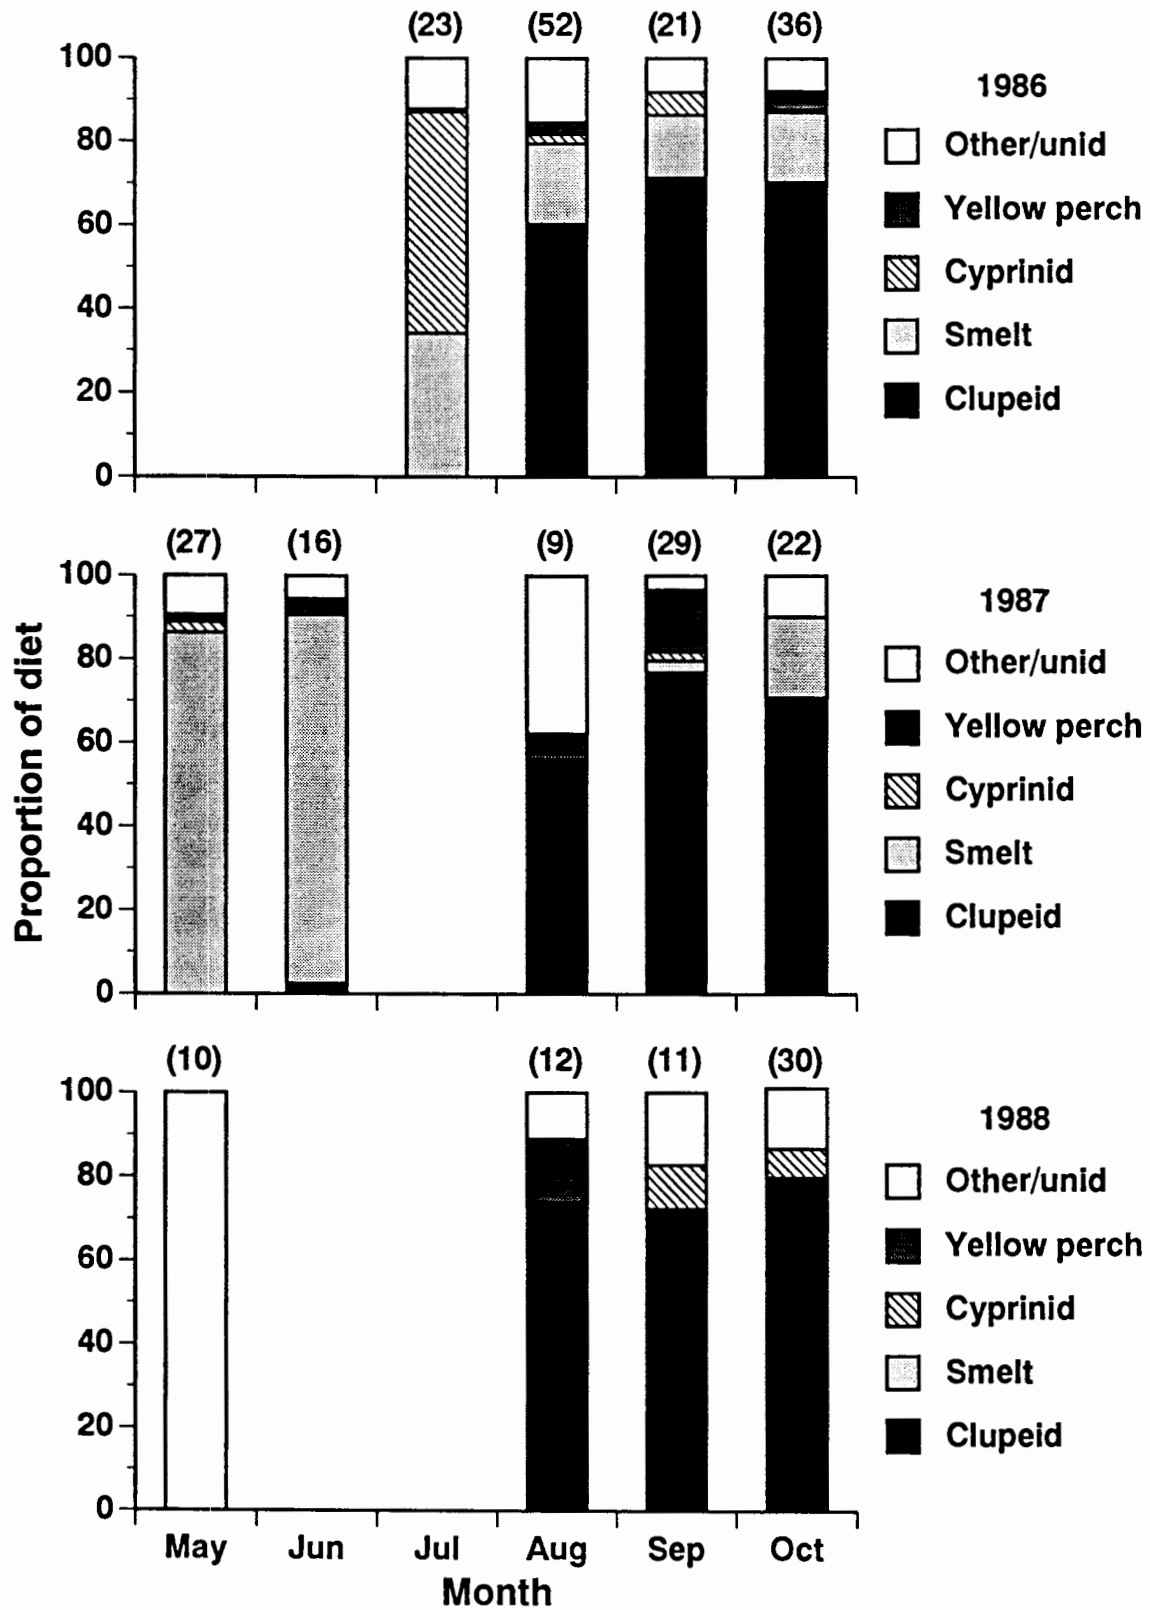 (23) (52) (21) (36)
100
80
60
40
20
0
1986
Other/unid
Yellow perch
Cyprinid
Smelt
Clupeid
(27) (16) (9) (29) (22)
100
80
60
40
20
0
1987
Other/unid
Yellow perch
Cyprinid
Smelt
Clupeid
Proportion of diet
(10) (12) (11) (30)
100
80
60
40
20
0
1988
Other/unid
Yellow perch
Cyprinid
Smelt
Clupeid
May Jun Jul Aug Sep Oct
Month